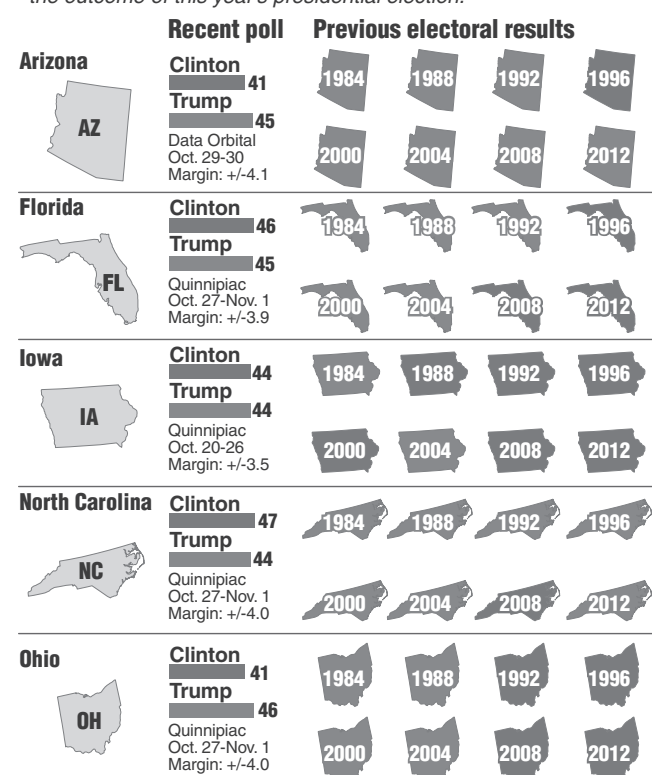 the outcome of this year's presidential election.
Recent poll Previous electoral results
Arizona
AZ
Clinton
41
Trump
45
Data Orbital
Oct. 29-30
Margin: +/-4.1
1984 1988 1992 1996
2000 2004 2008 2012
Florida
FL
Clinton
46
Trump
45
Quinnipiac
Oct. 27-Nov. 1
Margin: +/-3.9
1984 1988 1992 1996
2000 2004 2008 2012
Iowa
IA
Clinton
44
Trump
44
Quinnipiac
Oct. 20-26
Margin: +/-3.5
1984 1988 1992 1996
2000 2004 2008 2012
North Carolina
NC
Clinton
47
Trump
44
Quinnipiac
Oct. 27-Nov. 1
Margin: +/-4.0
1984 1988 1992 1996
2000 2004 2008 2012
Ohio
OH
Clinton
41
Trump
46
Quinnipiac
Oct. 27-Nov. 1
Margin: +/-4.0
1984 1988 1992 1996
2000 2004 2008 2012